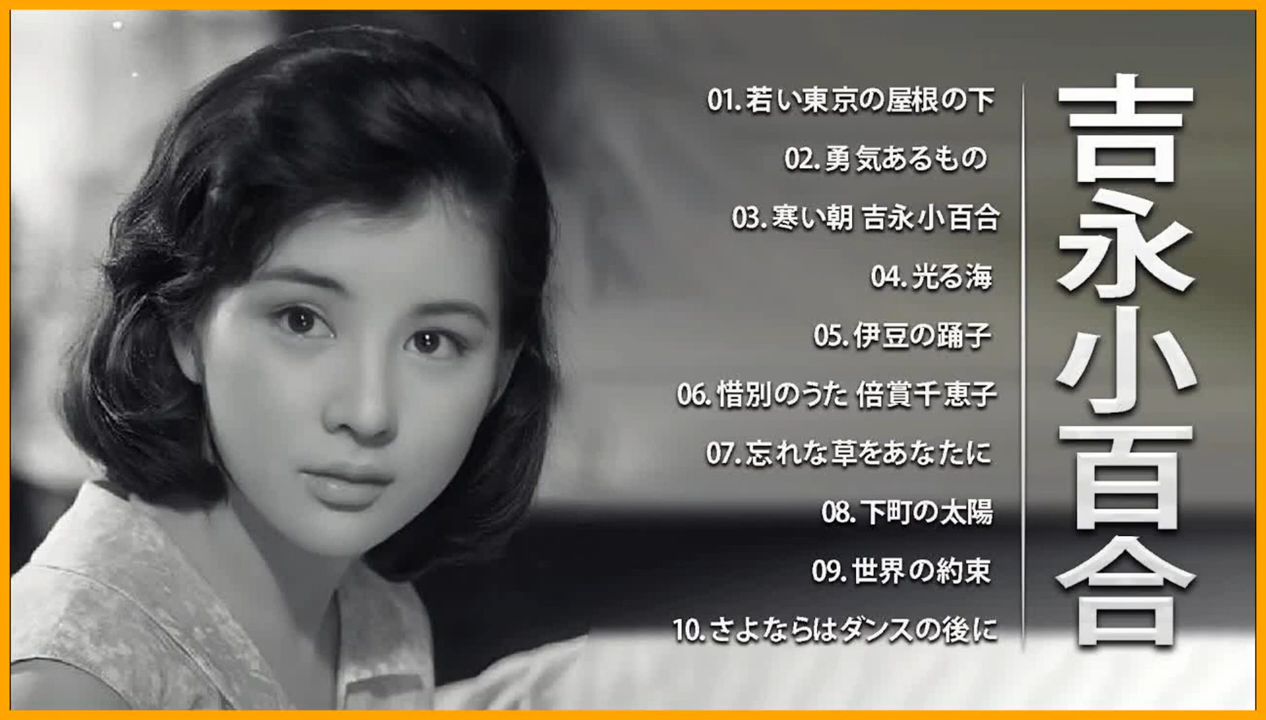 01.若い東京の屋根の下
02.勇気あるもの
03.寒い朝 吉永小百合
04.光る海
05.伊豆の踊子
06.惜別のうた 倍賞千恵子
07.忘れな草をあなたに
08.下町の太陽
09.世界の約束
10.さよならはダンスの後に
吉永小百合